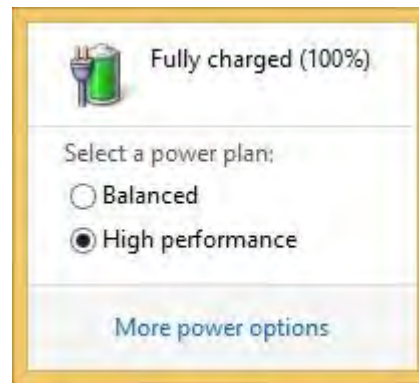 Fully charged (100%)
Select a power plan:
Balanced
High performance
More power options